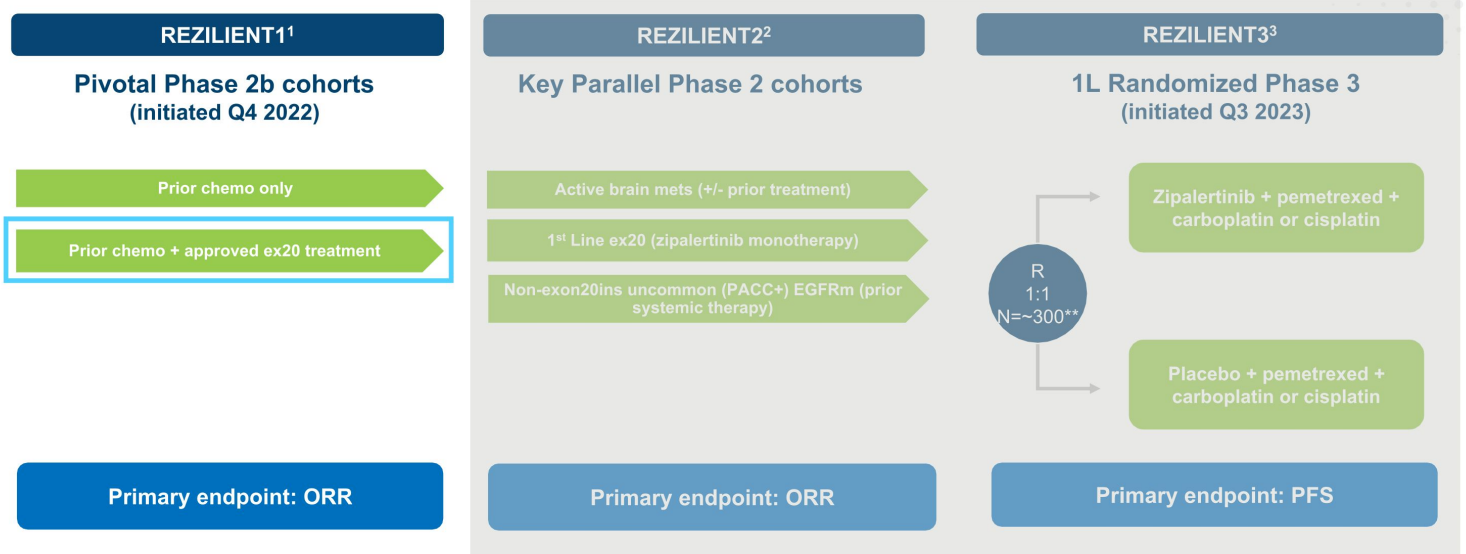 REZILIENT1¹
Pivotal Phase 2b cohorts
(initiated Q4 2022)
Prior chemo only
Prior chemo + approved ex20 treatment
Primary endpoint: ORR
REZILIENT2²
Key Parallel Phase 2 cohorts
Active brain mets (+/- prior treatment)
1st Line ex20 (zipalertinib monotherapy)
Non-exon20ins uncommon (PACC+) EGFRm (prior
systemic therapy)
Primary endpoint: ORR
REZILIENT3³
1L Randomized Phase 3
(initiated Q3 2023)
R
1:1
N=~300**
Zipalertinib + pemetrexed +
carboplatin or cisplatin
Placebo + pemetrexed +
carboplatin or cisplatin
Primary endpoint: PFS